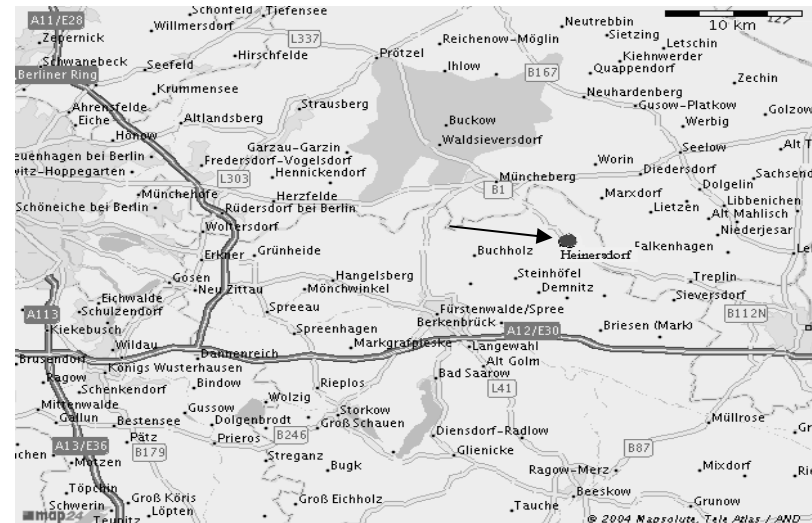 A11/E28
Schönfeld
Tiefensee
Willmersdorf
Zepernick
L337
Prötzel
Reichenow-Möglin
Neutrebbin
Sietzing
10 km
127
Letschin
Schwanebeck
Seefeld
Hirschfelde
Ihlow
B167
Kiehnwerder
Quappendorf
Zechin
Berliner Ring
Krummensee
Neuhardenberg
Gusow-Platkow
Golzow
Ahrensfelde
Altlandsberg
Strausberg
Buckow
Werbig
Eiche
Hönow
Garzau-Garzin
Waldsieversdorf
Seelow
Alt T
euenhagen bei Berlin
Fredersdorf-Vogelsdorf
Worin
Diedersdorf
Sachsend
witz-Hoppegarten
Hennickendorf
L303
Müncheberg
B1
Dolgelin
Münchehofe
Herzfelde
Marxdorf
Libbenichen
Schöneiche bei Berlin
Rüdersdorf bei Berlin
Lietzen
Alt Mahlisch
Woltersdorf
Niederjesar
Erkner
Grünheide
Buchholz
Heinersdorf
Falkenhagen
Le
Gosen
Hangelsberg
Steinhöfel
Treplin
Neu Zittau
Mönchwinkel
Demnitz
Sieversdorf
Eichwalde
Schulzendorf
Spreeau
Fürstenwalde/Spree
B112N
A113
Kiekebusch
Spreenhagen
Berkenbrück
A12/E30
Briesen (Mark)
Wildau
Dannenreich
Markgrafpieske
Langewahl
Brusendorf
Königs Wusterhausen
Alt Golm
Ragow
Schenkendorf
Bindow
Rieplos
Bad Saarow
L41
Mittenwalde
Gussow
Wolzig
Storkow
Müllrose
Gallun
Bestensee
Dolgenbrodt
Groß Schauen
Gr
A13/E36
Pätz
Prieros
B246
Diensdorf-Radlow
B87
B179
Streganz
Glienicke
Motzen
Bugk
Ragow-Merz
Mixdorf
Töpchin
Groß Köris
Groß Eichholz
Beeskow
Schwerin
Löpten
Tauche
Grunow
Teupitz
map24
© 2004 Mapsolute, Tele Atlas / AND